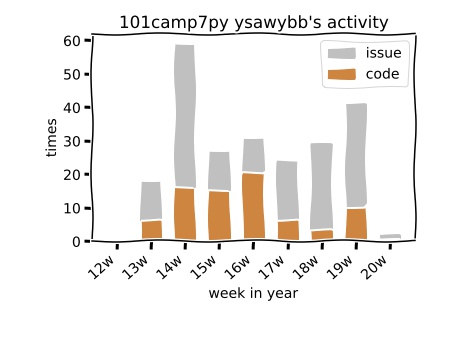 101camp7py ysawybb's activity
issue
code
times
60
50
40
30
20
10
0
12w 13w 14w 15w 16w 17w 18w 19w 20w
week in year